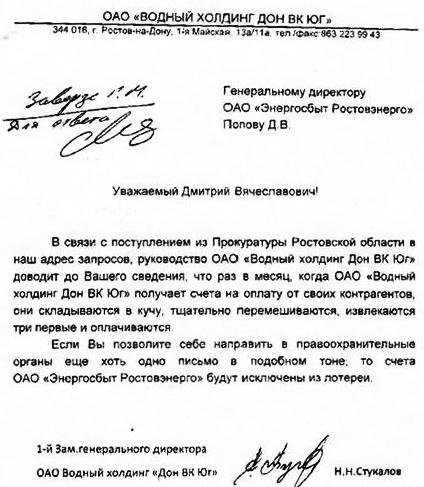 ОАО «ВОДНЫЙ ХОЛДИНГ ДОН ВК ЮГ»
344 016, г. Ростов-на-Дону, 1-я Майская, 13а/11а, тел./факс 863 223 99 43
Для ответа
Генеральному директору
ОАО «Энергосбыт Ростовэнерго»
Попову Д.В.
Уважаемый Дмитрий Вячеславович!
В связи с поступлением из Прокуратуры Ростовской области в
наш адрес запросов, руководство ОАО «Водный холдинг Дон ВК Юг»
доводит до Вашего сведения, что раз в месяц, когда ОАО «Водный
холдинг Дон ВК Юг» получает счета на оплату от своих контрагентов,
они складываются в кучу, тщательно перемешиваются, извлекаются
три первые и оплачиваются.
Если Вы позволите себе направить в правоохранительные
органы еще хоть одно письмо в подобном тоне, то счета
ОАО «Энергосбыт Ростовэнерго» будут исключены из лотереи.
1-й Зам.генерального директора
ОАО Водный холдинг «Дон ВК Юг»
Н.Н.Стукалов